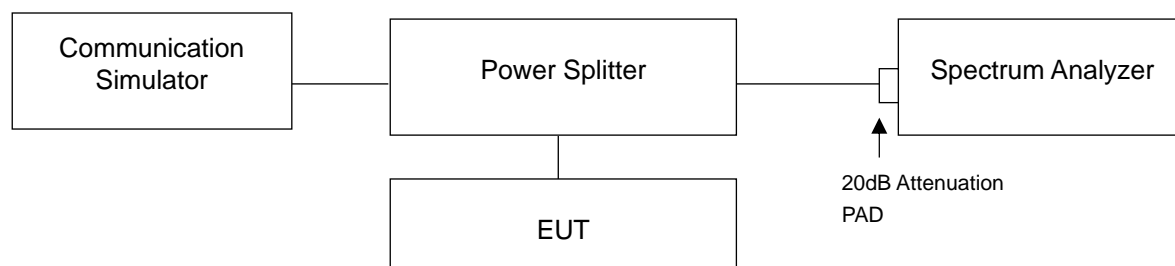 Communication
Simulator
Power Splitter
Spectrum Analyzer
20dB Attenuation
PAD
EUT